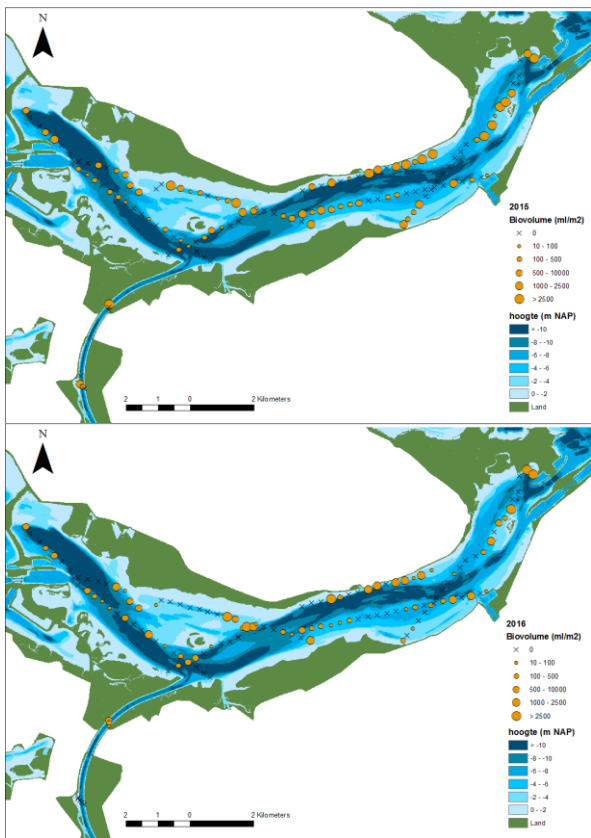 N
2015
Biovolume (ml/m2)
0
10 - 100
100 - 500
500 - 10000
1000 - 2500
> 2500
hoogte (m NAP)
< -10
-8 - -10
-6 - -8
-4 - -6
-2 - -4
0 - -2
Land
2 1 0 2 Kilometers
N
2016
Biovolume (ml/m2)
0
10 - 100
100 - 500
500 - 10000
1000 - 2500
> 2500
hoogte (m NAP)
< -10
-8 - -10
-6 - -8
-4 - -6
-2 - -4
0 - -2
Land
2 1 0 2 Kilometers